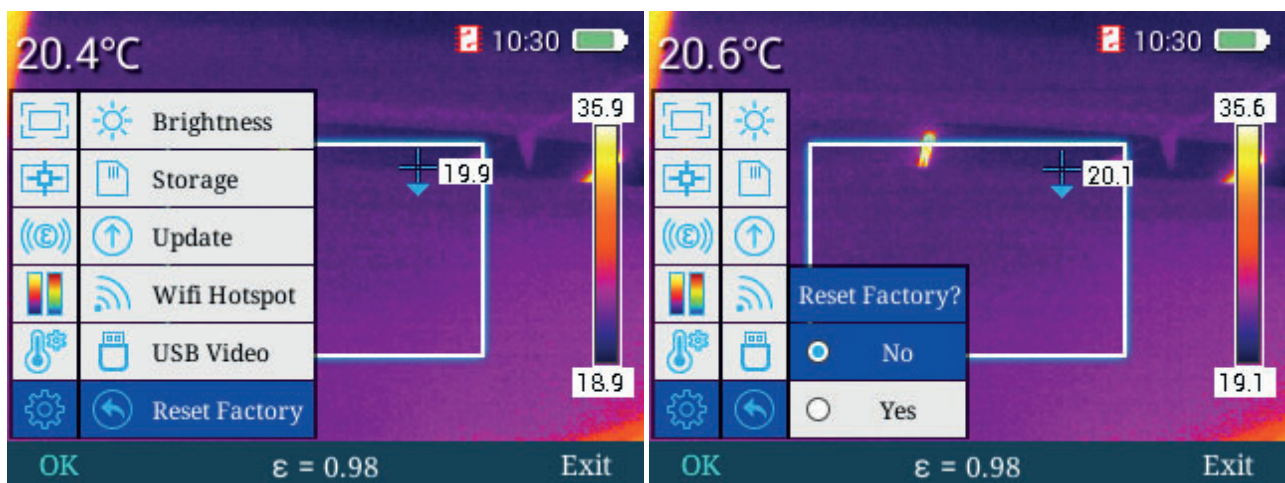 20.4°C
10:30
35.9
Brightness
Storage
19.9
Update
Wifi Hotspot
USB Video
18.9
Reset Factory
OK
ε = 0.98
Exit
20.6°C
10:30
35.6
20.1
Reset Factory?
No
19.1
Yes
OK
ε = 0.98
Exit